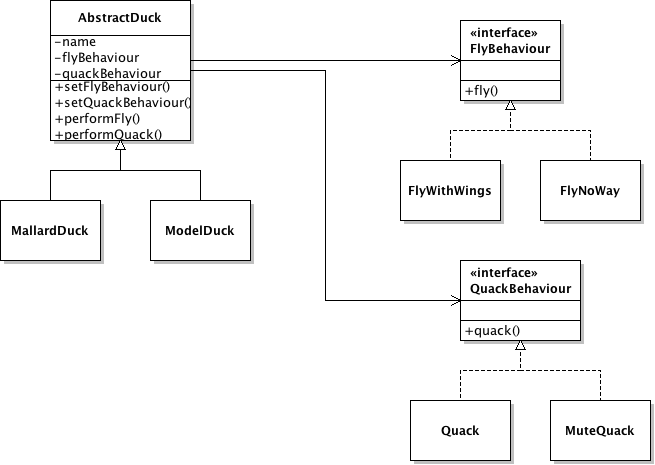 AbstractDuck
-name
-flyBehaviour
-quackBehaviour
+setFlyBehaviour()
+setQuackBehaviour()
+performFly()
+performQuack()
«interface»
FlyBehaviour
+fly()
FlyWithWings
FlyNoWay
MallardDuck
ModelDuck
«interface»
QuackBehaviour
+quack()
Quack
MuteQuack